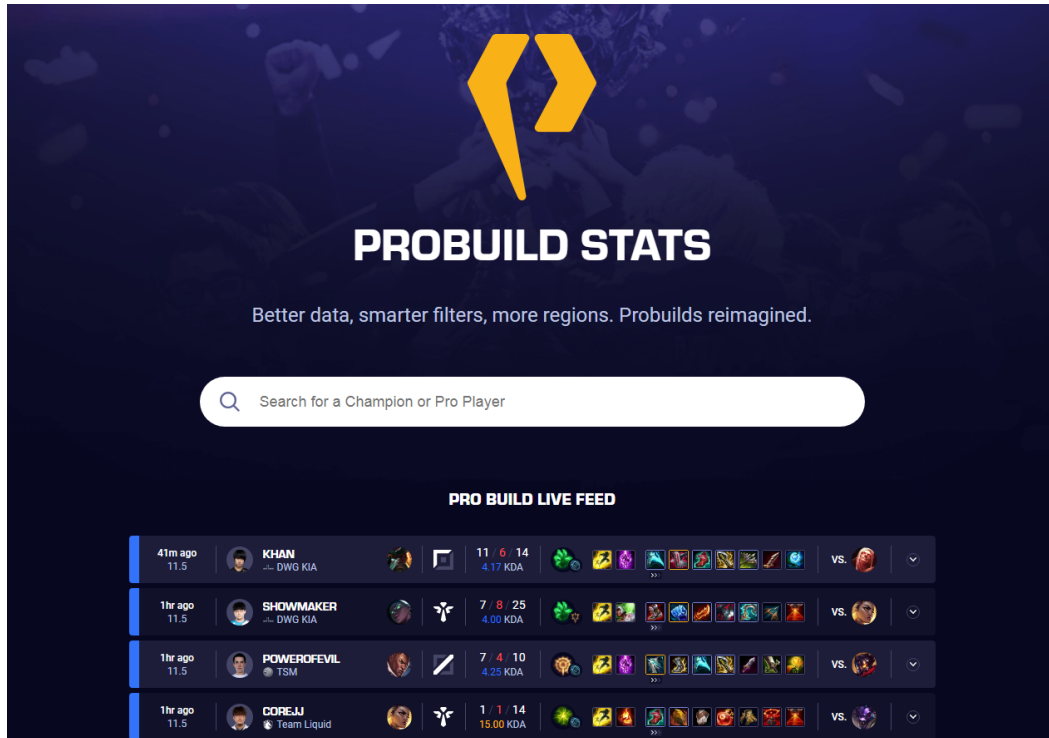 PROBUILD STATS
Better data, smarter filters, more regions. Probuilds reimagined.
Search for a Champion or Pro Player
PRO BUILD LIVE FEED
41m ago
11.5
KHAN
DWG KIA
11 / 6 / 14
4.17 KDA
vs.
1hr ago
11.5
SHOWMAKER
DWG KIA
7 / 8 / 25
4.00 KDA
vs.
1hr ago
11.5
POWEROFEVIL
TSM
7 / 4 / 10
4.25 KDA
vs.
1hr ago
11.5
COREJJ
Team Liquid
1 / 1 / 14
15.00 KDA
vs.